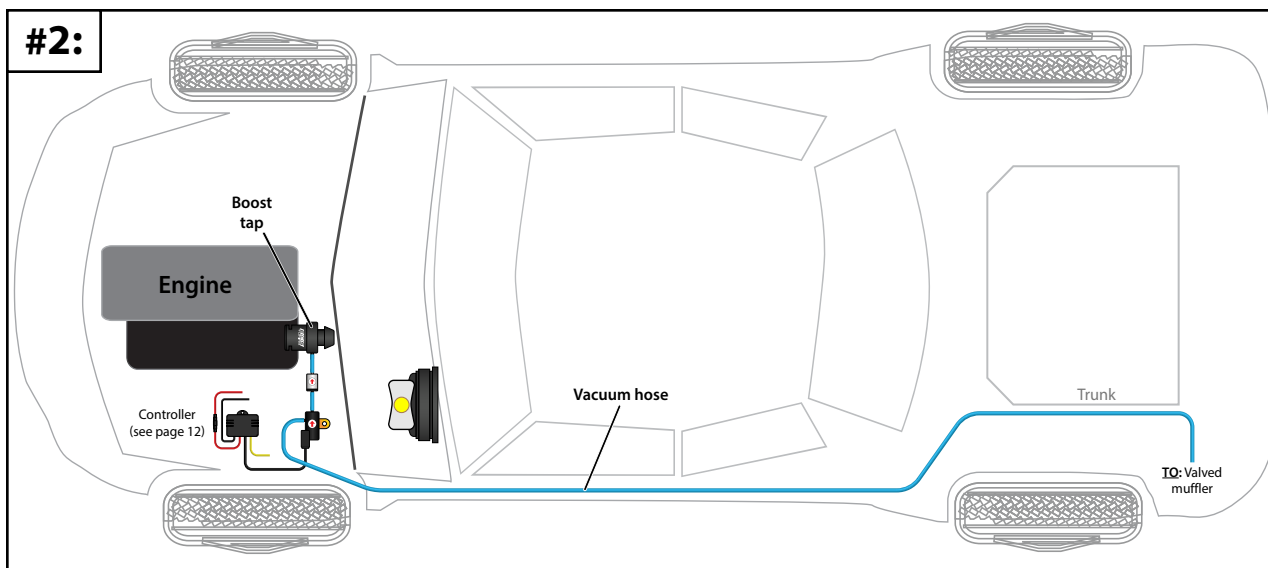 #2:
Boost
tap
Engine
Controller
(see page 12)
Vacuum hose
Trunk
TO: Valved
muffler